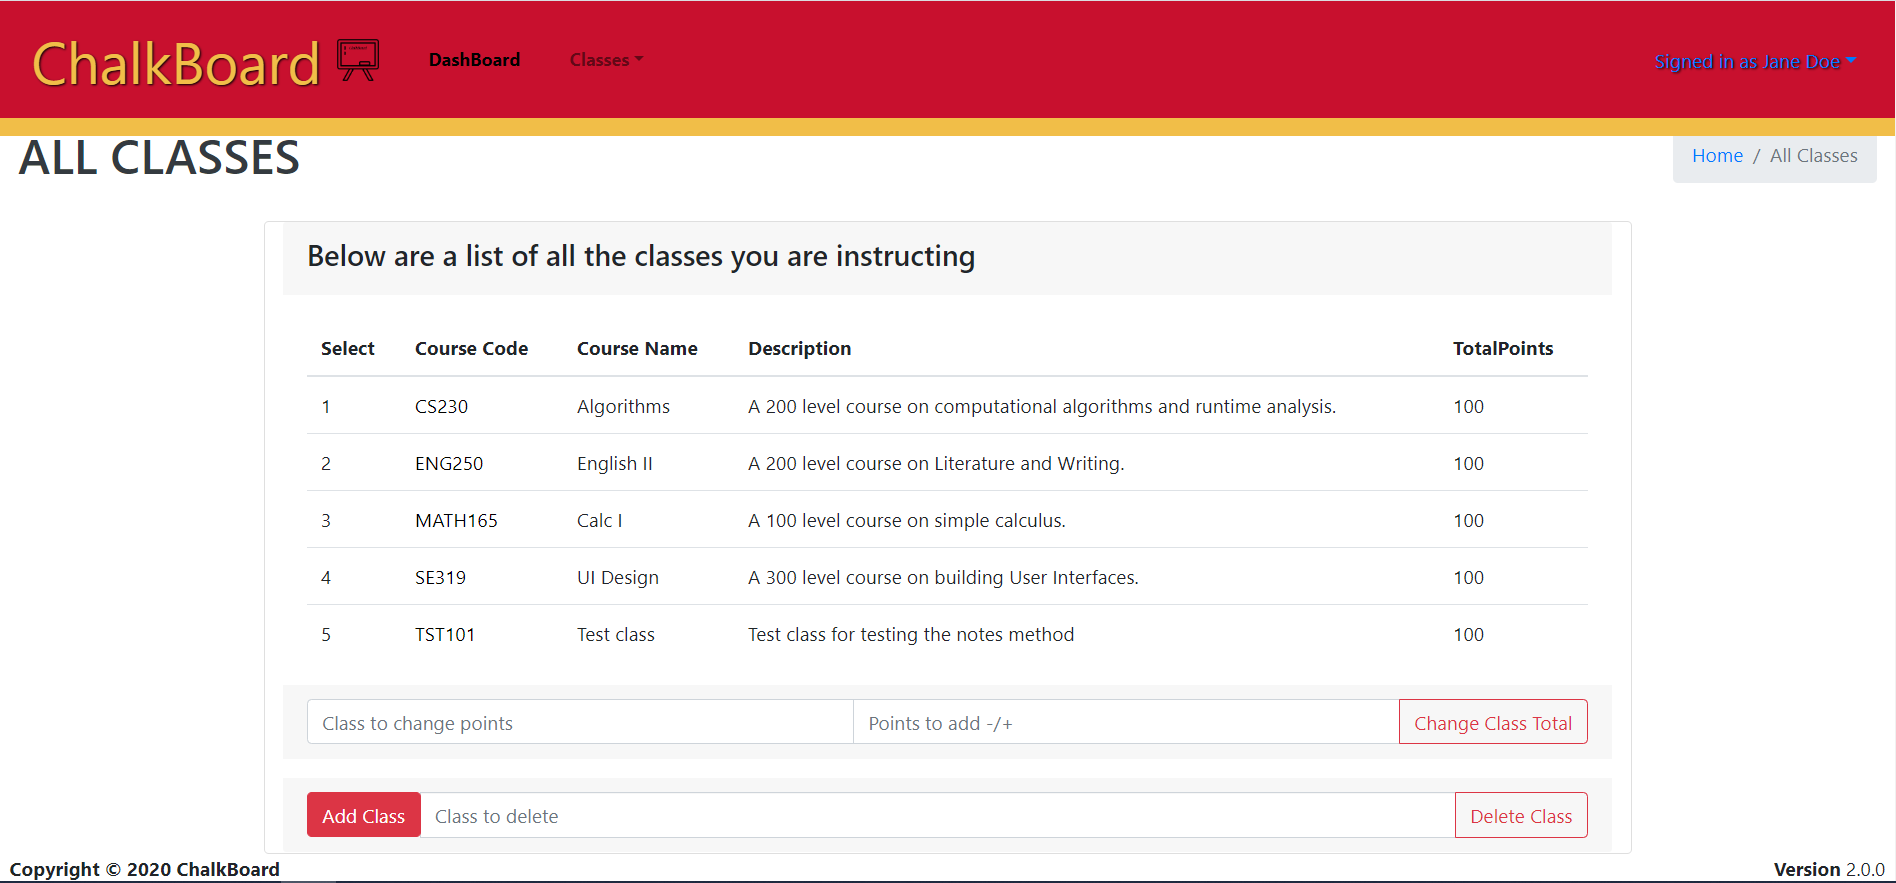 ChalkBoard DashBoard Classes Signed in as Jane Doe
ALL CLASSES Home / All Classes
Below are a list of all the classes you are instructing
Select Course Code Course Name Description TotalPoints
1 CS230 Algorithms A 200 level course on computational algorithms and runtime analysis. 100
2 ENG250 English II A 200 level course on Literature and Writing. 100
3 MATH165 Calc I A 100 level course on simple calculus. 100
4 SE319 UI Design A 300 level course on building User Interfaces. 100
5 TST101 Test class Test class for testing the notes method 100
Class to change points Points to add -/+ Change Class Total
Add Class Class to delete Delete Class
Copyright © 2020 ChalkBoard Version 2.0.0